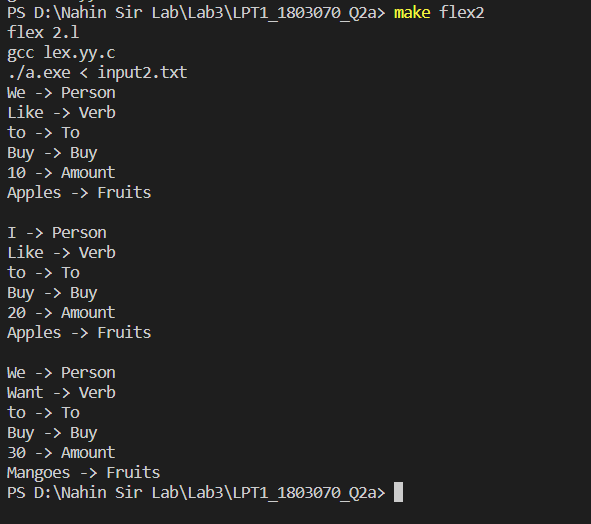 PS D:\Nahin Sir Lab\Lab3\LPT1_1803070_Q2a> make flex2
flex 2.l
gcc lex.yy.c
./a.exe < input2.txt
We -> Person
Like -> Verb
to -> To
Buy -> Buy
10 -> Amount
Apples -> Fruits

I -> Person
Like -> Verb
to -> To
Buy -> Buy
20 -> Amount
Apples -> Fruits

We -> Person
Want -> Verb
to -> To
Buy -> Buy
30 -> Amount
Mangoes -> Fruits
PS D:\Nahin Sir Lab\Lab3\LPT1_1803070_Q2a>